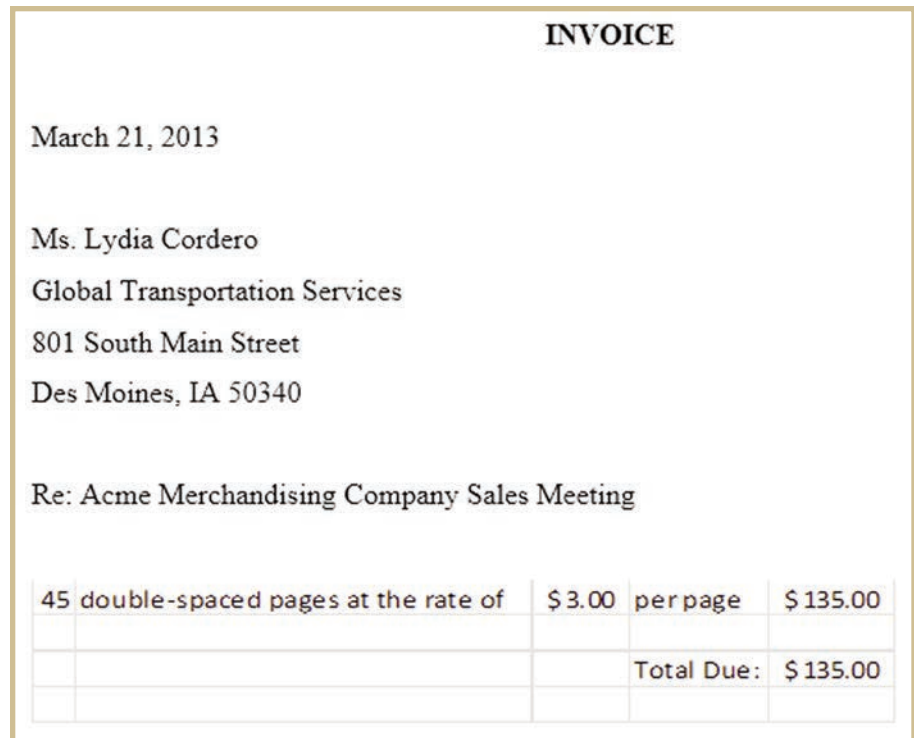 INVOICE
March 21, 2013
Ms. Lydia Cordero
Global Transportation Services
801 South Main Street
Des Moines, IA 50340
Re: Acme Merchandising Company Sales Meeting
45 double-spaced pages at the rate of $3.00 per page $135.00
Total Due: $135.00